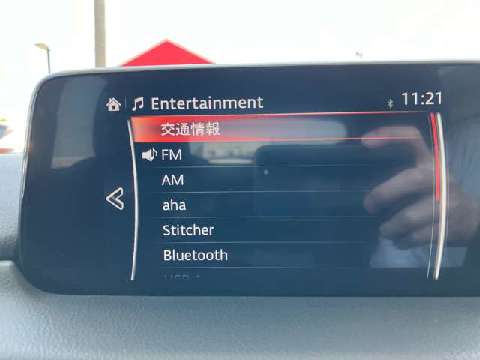 Entertainment 11:21
交通情報
FM
AM
aha
Stitcher
Bluetooth